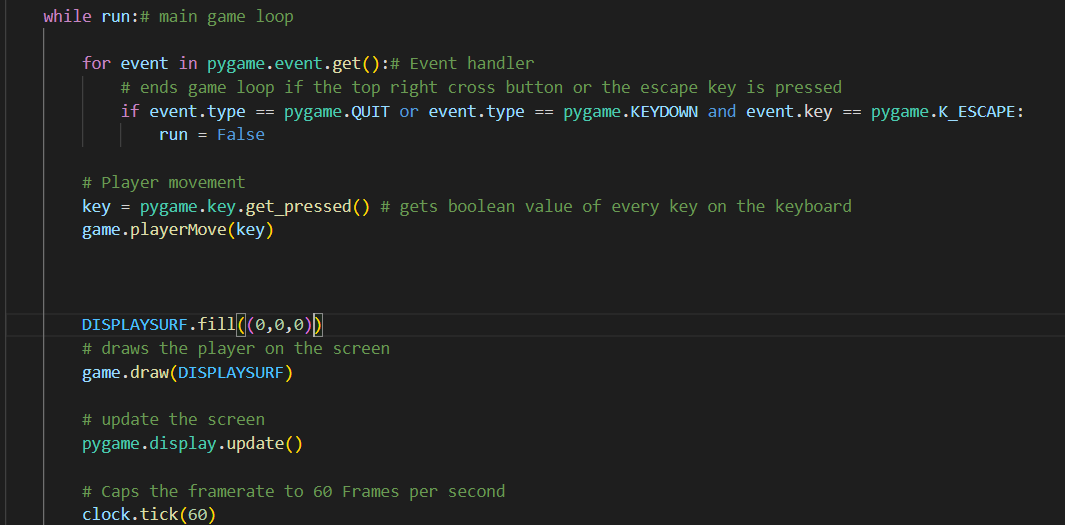 while run:# main game loop
for event in pygame.event.get():# Event handler
# ends game loop if the top right cross button or the escape key is pressed
if event.type == pygame.QUIT or event.type == pygame.KEYDOWN and event.key == pygame.K_ESCAPE:
run = False
# Player movement
key = pygame.key.get_pressed() # gets boolean value of every key on the keyboard
game.playerMove(key)
DISPLAYSURF.fill((0,0,0))
# draws the player on the screen
game.draw(DISPLAYSURF)
# update the screen
pygame.display.update()
# Caps the framerate to 60 Frames per second
clock.tick(60)